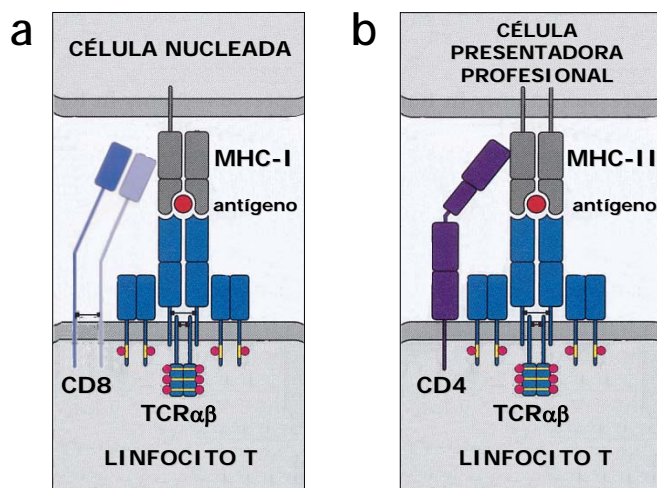 a
CÉLULA NUCLEADA
MHC-I
antígeno
CD8
TCRαβ
LINFOCITO T
b
CÉLULA
PRESENTADORA
PROFESIONAL
MHC-II
antígeno
CD4
TCRαβ
LINFOCITO T